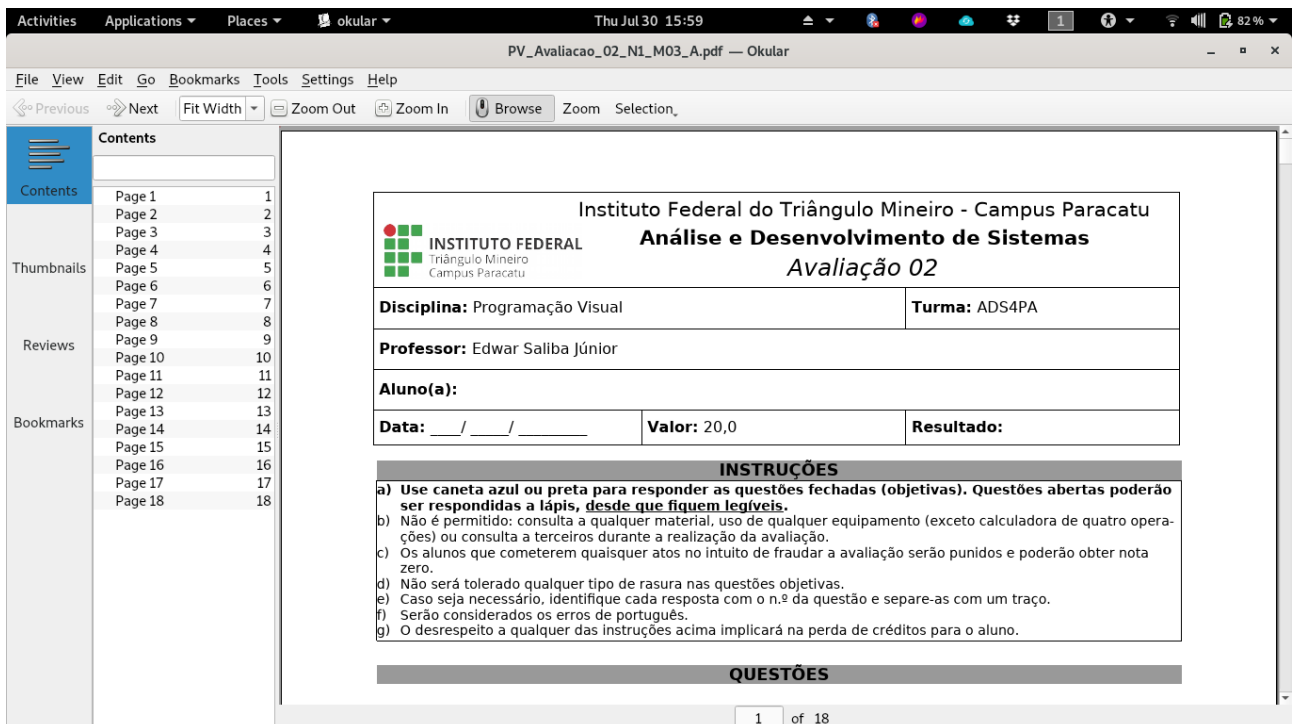 Activities Applications Places okular Thu Jul 30 15:59 1 82 %
PV_Avaliacao_02_N1_M03_A.pdf — Okular
File View Edit Go Bookmarks Tools Settings Help
Previous Next Fit Width Zoom Out Zoom In Browse Zoom Selection
Contents
Thumbnails
Reviews
Bookmarks
Contents
Page 1 1
Page 2 2
Page 3 3
Page 4 4
Page 5 5
Page 6 6
Page 7 7
Page 8 8
Page 9 9
Page 10 10
Page 11 11
Page 12 12
Page 13 13
Page 14 14
Page 15 15
Page 16 16
Page 17 17
Page 18 18
INSTITUTO FEDERAL
Triângulo Mineiro
Campus Paracatu
Instituto Federal do Triângulo Mineiro - Campus Paracatu
Análise e Desenvolvimento de Sistemas
Avaliação 02
Disciplina: Programação Visual Turma: ADS4PA
Professor: Edwar Saliba Júnior
Aluno(a):
Data: ____/ _____/ _________ Valor: 20,0 Resultado:
INSTRUÇÕES
a) Use caneta azul ou preta para responder as questões fechadas (objetivas). Questões abertas poderão
ser respondidas a lápis, desde que fiquem legíveis.
b) Não é permitido: consulta a qualquer material, uso de qualquer equipamento (exceto calculadora de quatro opera-
ções) ou consulta a terceiros durante a realização da avaliação.
c) Os alunos que cometerem quaisquer atos no intuito de fraudar a avaliação serão punidos e poderão obter nota
zero.
d) Não será tolerado qualquer tipo de rasura nas questões objetivas.
e) Caso seja necessário, identifique cada resposta com o n.º da questão e separe-as com um traço.
f) Serão considerados os erros de português.
g) O desrespeito a qualquer das instruções acima implicará na perda de créditos para o aluno.
QUESTÕES
1 of 18